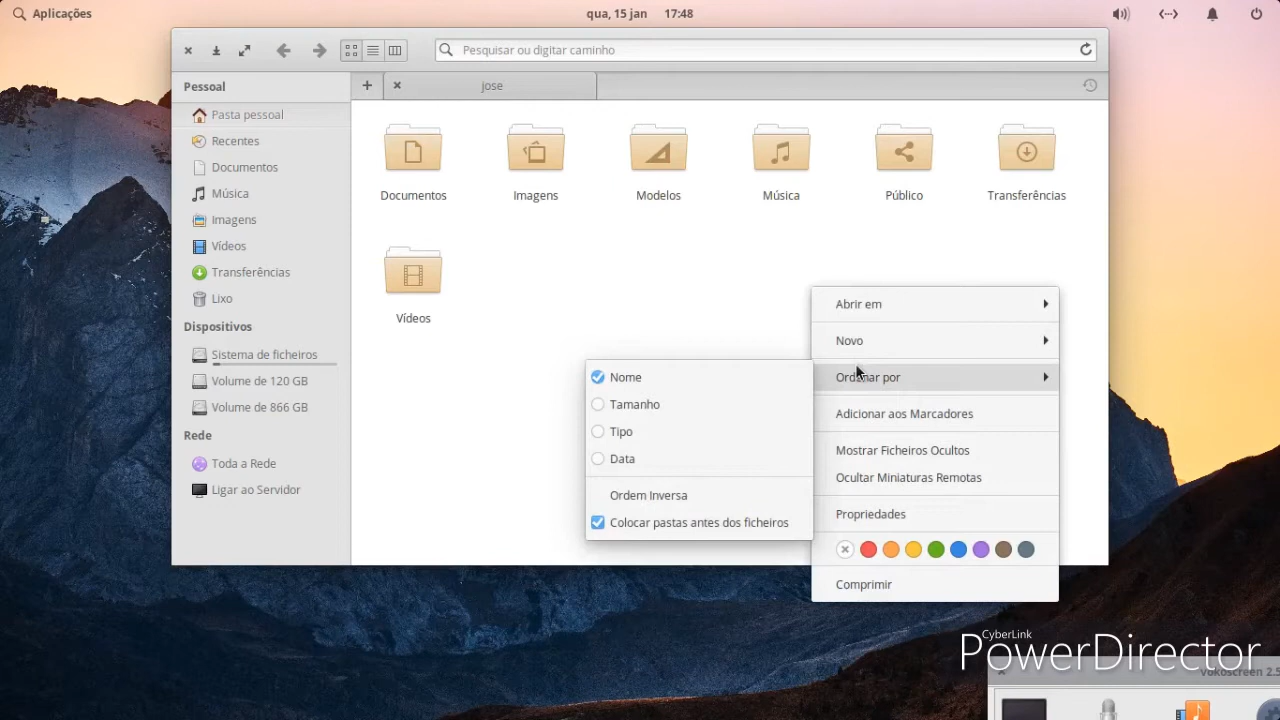 Aplicações
qua, 15 jan 17:48
Pesquisar ou digitar caminho
Pessoal
jose
Pasta pessoal
Recentes
Documentos
Música
Imagens
Vídeos
Transferências
Lixo
Dispositivos
Sistema de ficheiros
Volume de 120 GB
Volume de 866 GB
Rede
Toda a Rede
Ligar ao Servidor
Documentos
Imagens
Modelos
Música
Público
Transferências
Vídeos
Abrir em
Novo
Ordenar por
Adicionar aos Marcadores
Mostrar Ficheiros Ocultos
Ocultar Miniaturas Remotas
Propriedades
Comprimir
Nome
Tamanho
Tipo
Data
Ordem Inversa
Colocar pastas antes dos ficheiros
CyberLink
PowerDirector
Vokoscreen 2.5